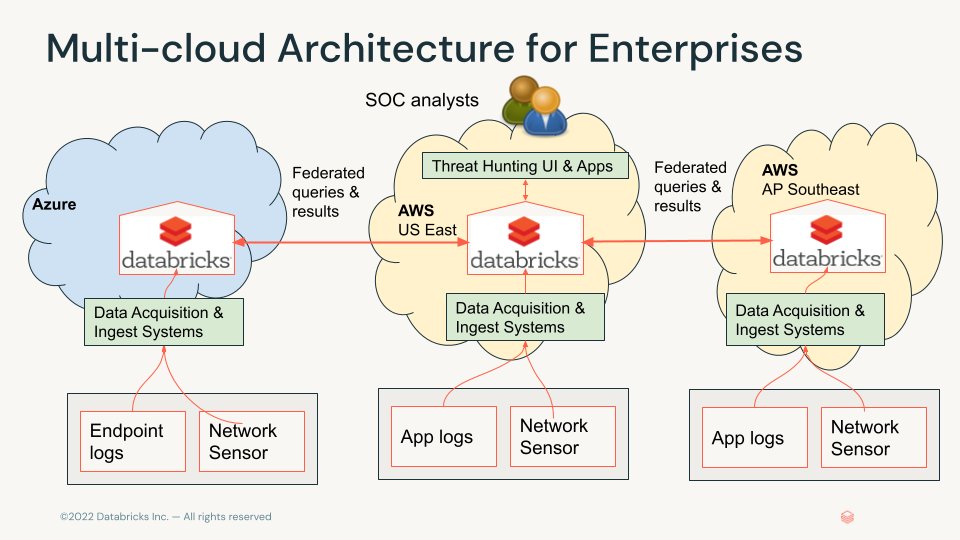 Multi-cloud Architecture for Enterprises
SOC analysts
Azure
databricks
Data Acquisition &
Ingest Systems
Endpoint
logs
Network
Sensor
Federated
queries &
results
Threat Hunting UI & Apps
AWS
US East
databricks
Data Acquisition &
Ingest Systems
App logs
Network
Sensor
Federated
queries &
results
AWS
AP Southeast
databricks
Data Acquisition &
Ingest Systems
App logs
Network
Sensor
©2022 Databricks Inc. — All rights reserved